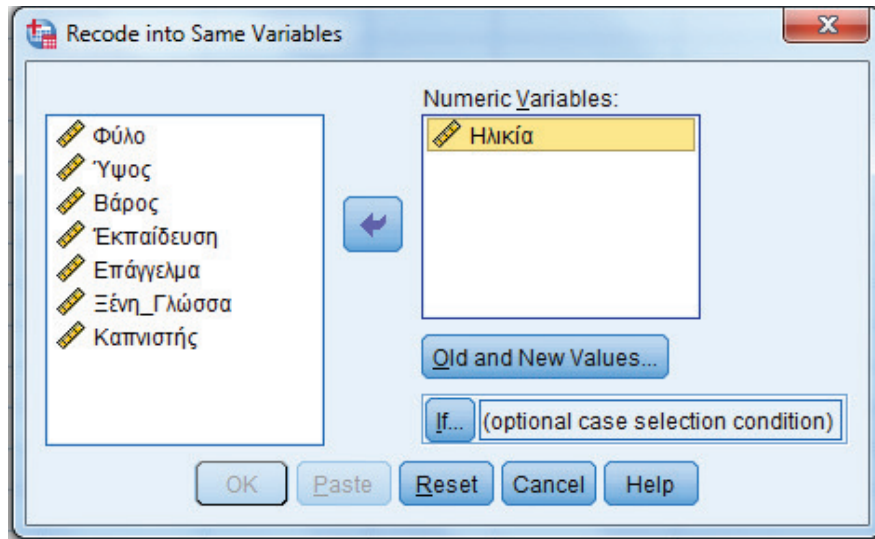 Recode into Same Variables
Φύλο
Ύψος
Βάρος
Έκπαίδευση
Επάγγελμα
Ξένη_Γλώσσα
Καπνιστής
Numeric Variables:
Ηλικία
Old and New Values...
If... (optional case selection condition)
OK Paste Reset Cancel Help